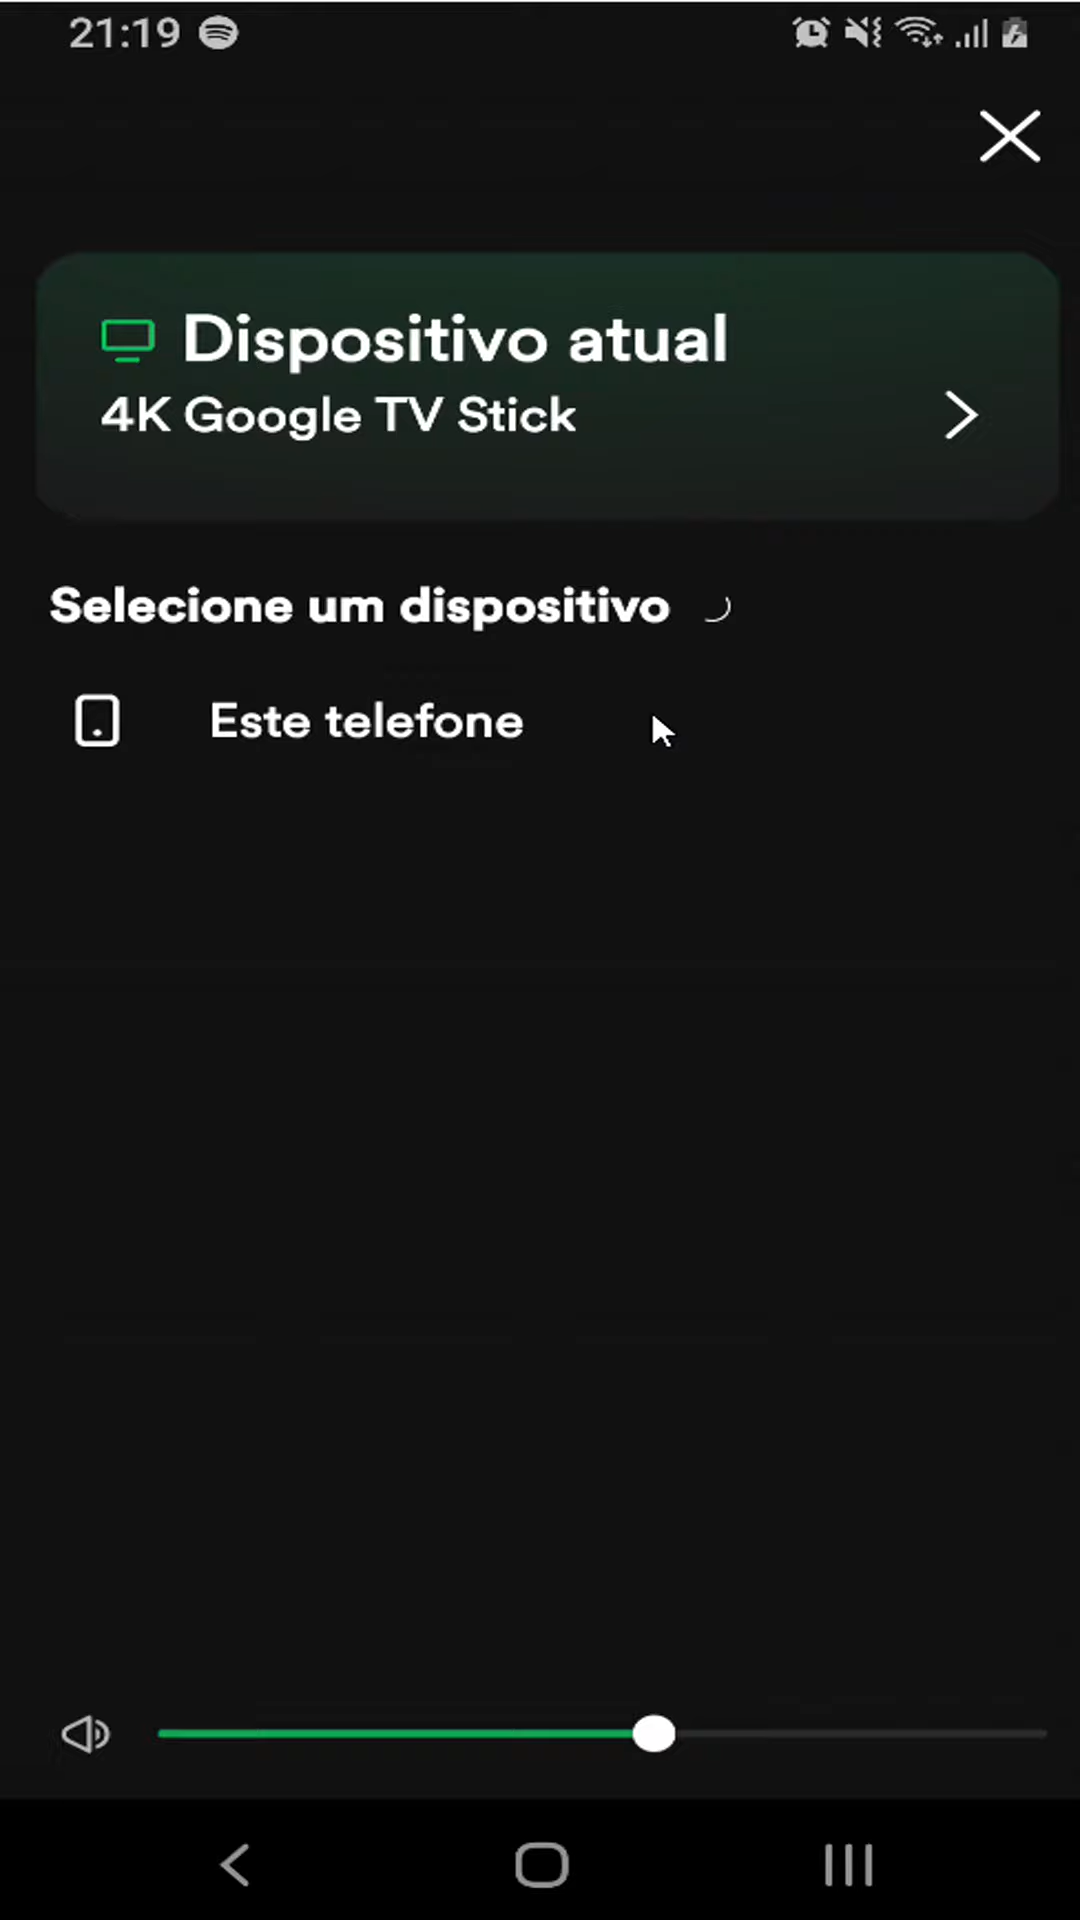 21:19
Dispositivo atual
4K Google TV Stick
Selecione um dispositivo
Este telefone